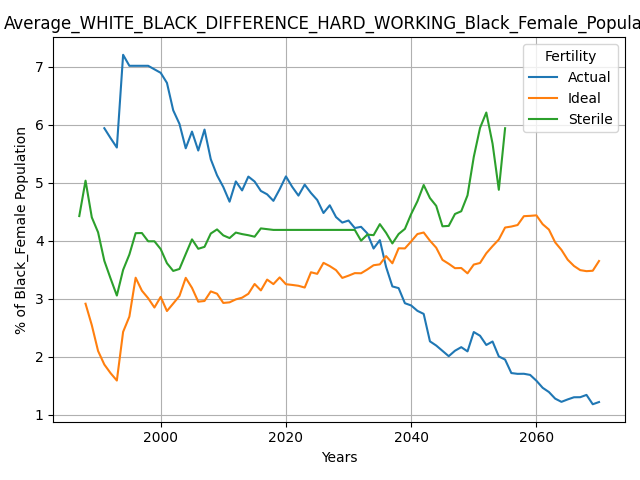 Average_WHITE_BLACK_DIFFERENCE_HARD_WORKING_Black_Female_Popula
% of Black_Female Population
7
6
5
4
3
2
1
Fertility
Actual
Ideal
Sterile
2000
2020
2040
2060
Years